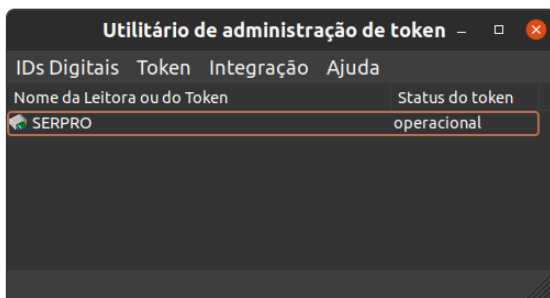 Utilitário de administração de token
IDs Digitais Token Integração Ajuda
Nome da Leitora ou do Token Status do token
SERPRO operacional